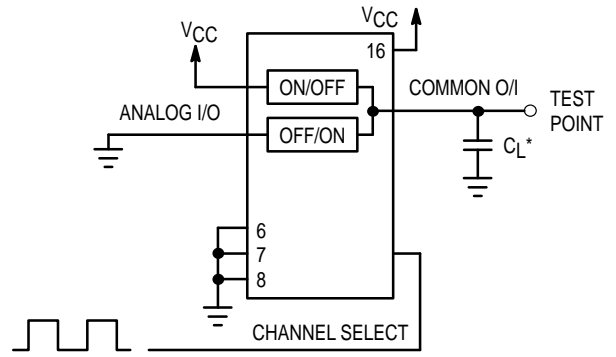 VCC
VCC
16
ON/OFF
COMMON O/I
TEST
POINT
ANALOG I/O
OFF/ON
CL*
6
7
8
CHANNEL SELECT